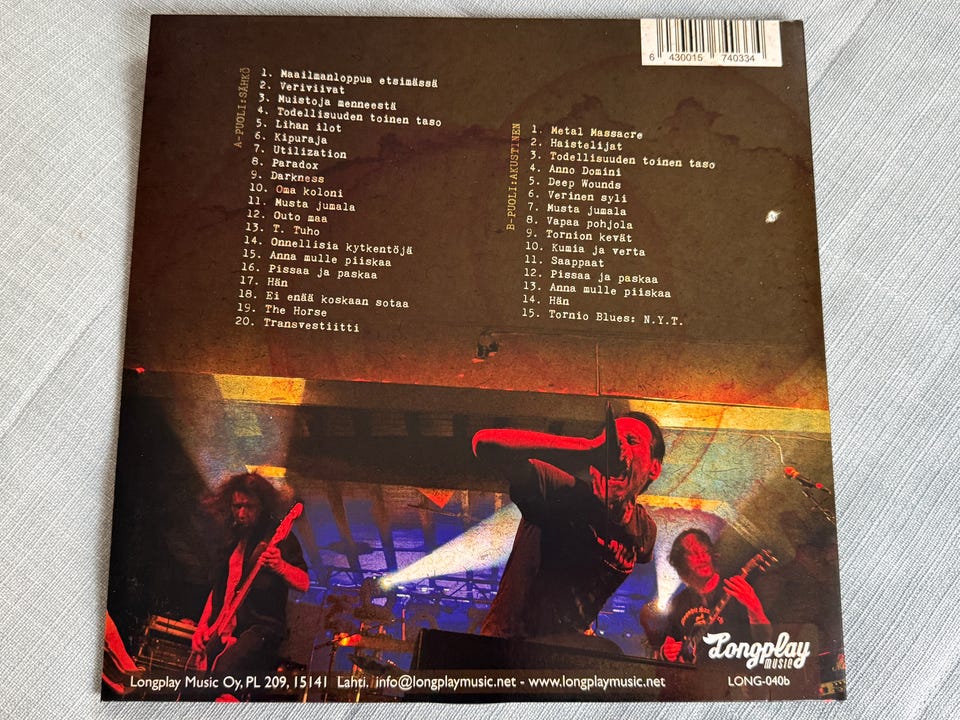 6 430015 740334
A-PUOLI:SÄHKÖ
1. Maailmanloppua etsimässä
2. Veriviivat
3. Muistoja menneestä
4. Todellisuuden toinen taso
5. Lihan ilot
6. Kipuraja
7. Utilization
8. Paradox
9. Darkness
10. Oma koloni
11. Musta jumala
12. Outo maa
13. T. Tuho
14. Onnellisia kytkentöjä
15. Anna mulle piiskaa
16. Pissaa ja paskaa
17. Hän
18. Ei enää koskaan sotaa
19. The Horse
20. Transvestiitti
B-PUOLI:AKUSTINEN
1. Metal Massacre
2. Haistelijat
3. Todellisuuden toinen taso
4. Anno Domini
5. Deep Wounds
6. Verinen syli
7. Musta jumala
8. Vapaa pohjola
9. Tornion kevät
10. Kumia ja verta
11. Saappaat
12. Pissaa ja paskaa
13. Anna mulle piiskaa
14. Hän
15. Tornio Blues: N.Y.T.
Longplay
music
Longplay Music Oy, PL 209, 15141 Lahti. info@longplaymusic.net - www.longplaymusic.net
LONG-040b